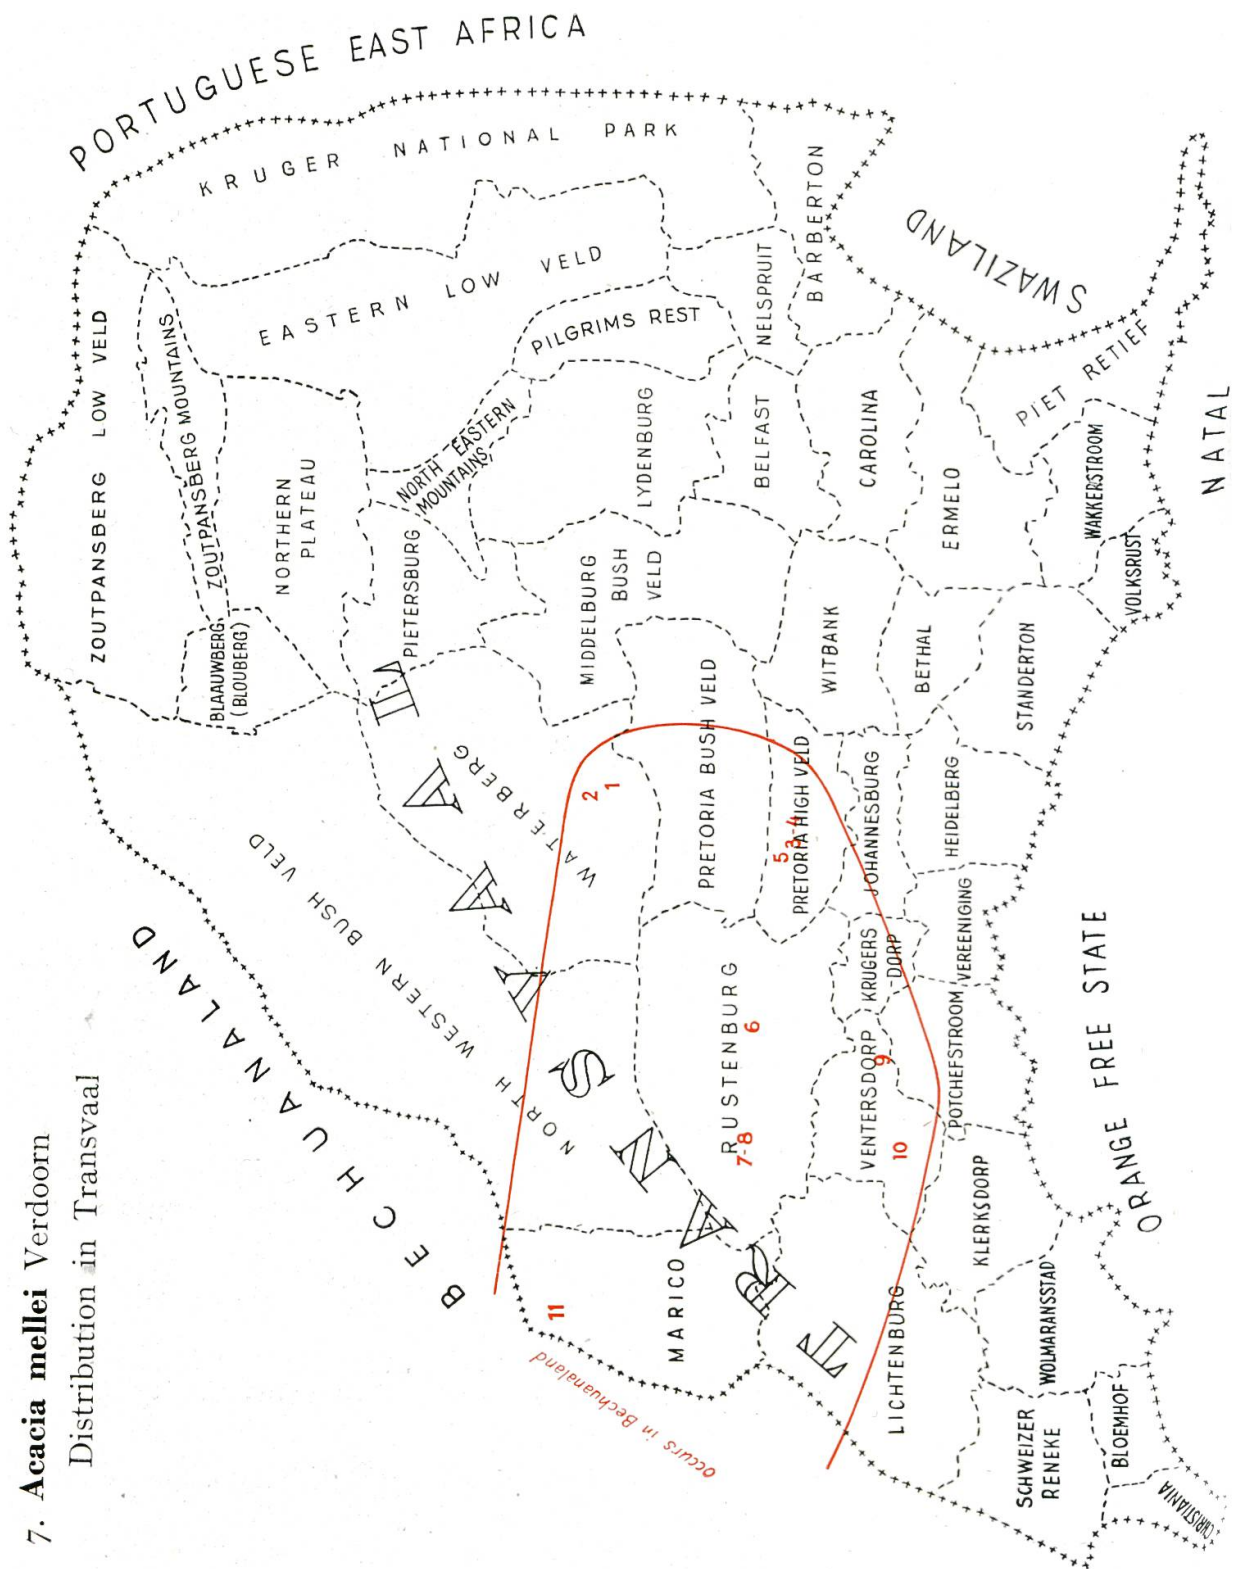 7. Acacia mellei Verdoorn
Distribution in Transvaal
PORTUGUESE EAST AFRICA
KRUGER NATIONAL PARK
ZOUTPANSBERG LOW VELD
ZOUTPANSBERG MOUNTAINS
EASTERN LOW VELD
BLAAUWBERG
(BLOUBERG)
NORTHERN
PLATEAU
PIETERSBURG
NORTH EASTERN
MOUNTAINS
PILGRIMS REST
LYDENBURG
NELSPRUIT
BARBERTON
BELFAST
CAROLINA
SWAZILAND
MIDDELBURG
BUSH
VELD
ERMELO
PIET RETIEF
WAKKERSTROOM
VOLKSRUST
NATAL
WITBANK
BETHAL
STANDERTON
BECHUANALAND
NORTH WESTERN BUSH VELD
WATERBERG
TRANSVAAL
2
1
PRETORIA BUSH VELD
PRETORIA HIGH VELD
5
3-4
JOHANNESBURG
HEIDELBERG
RUSTENBURG
6
7-8
KRUGERS
DORP
VEREENIGING
VENTERSDORP
9
10
POTCHEFSTROOM
ORANGE FREE STATE
MARICO
11
occurs in Bechuanaland
LICHTENBURG
KLERKSDORP
WOLMARANSSTAD
SCHWEIZER
RENEKE
BLOEMHOF
CHRISTIANIA